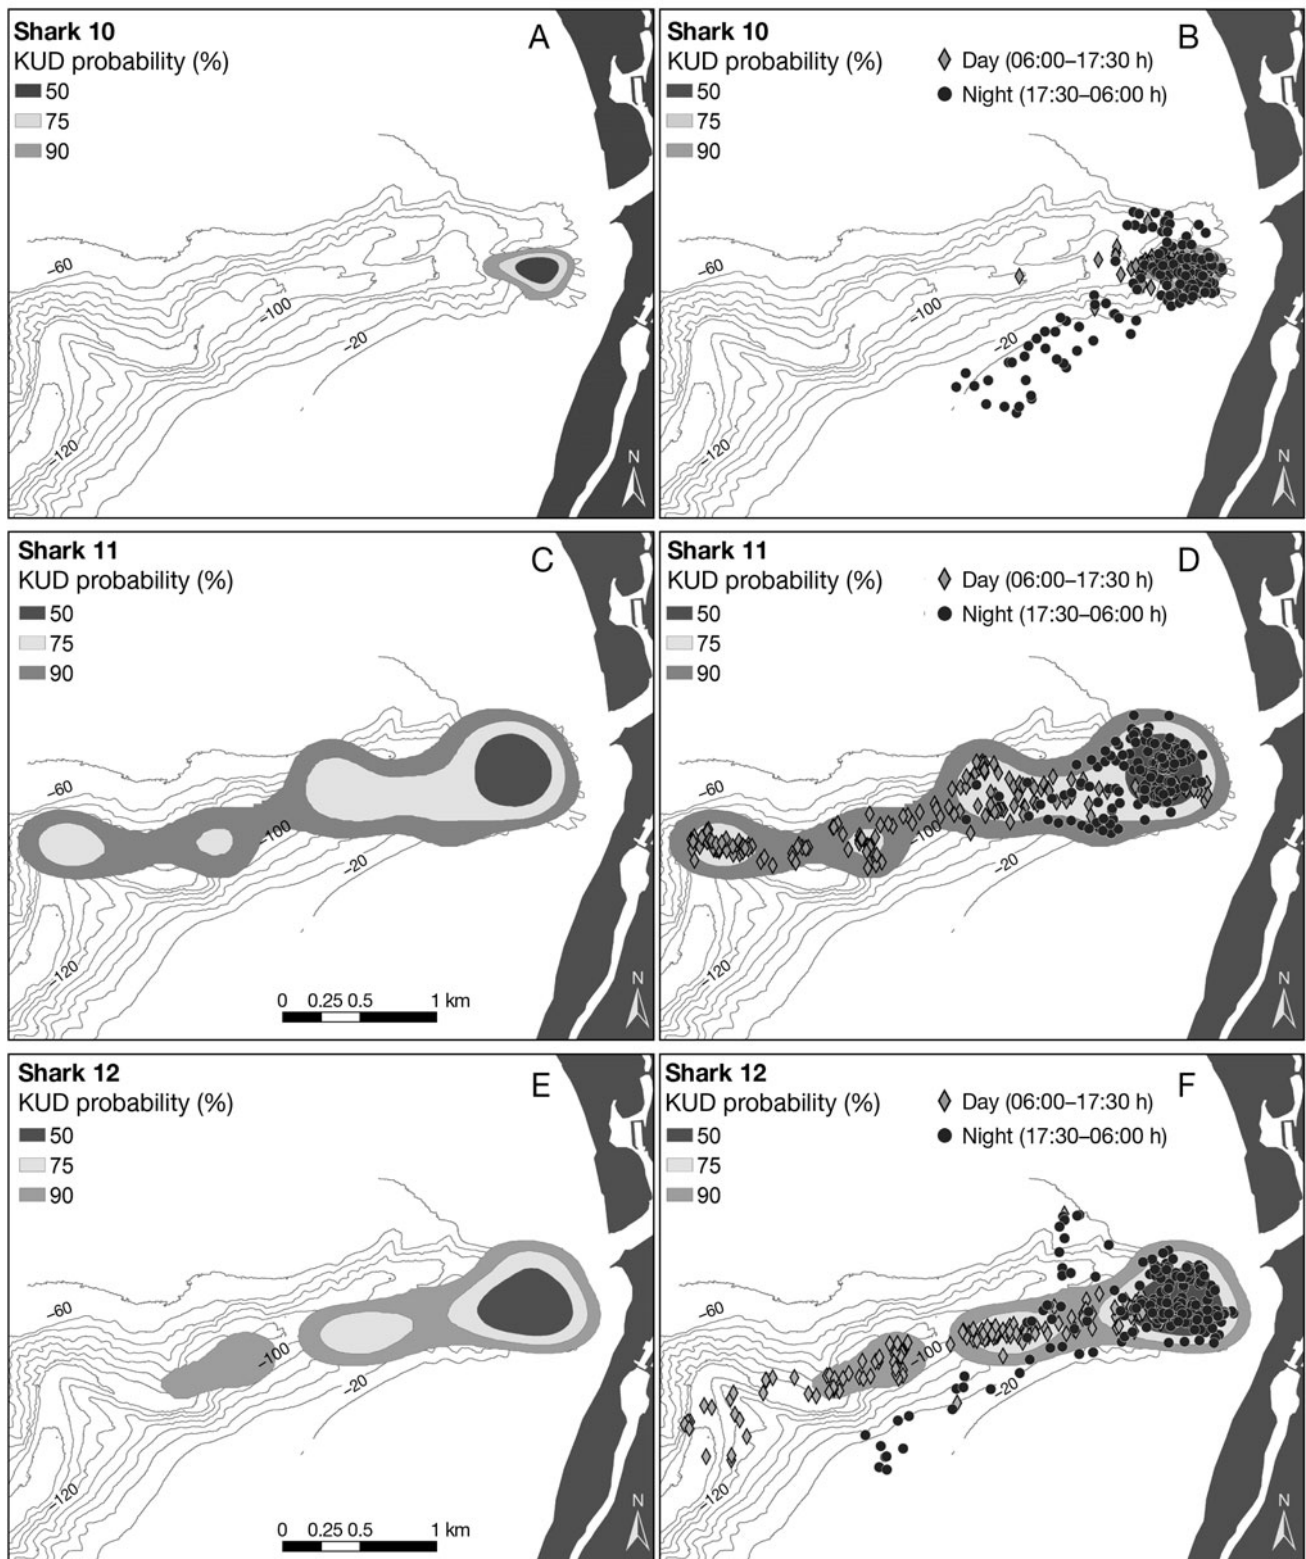 Shark 10
A
KUD probability (%)
50
75
90
−60
−100
−20
−120
N
Shark 10
B
KUD probability (%)
50
75
90
Day (06:00–17:30 h)
Night (17:30–06:00 h)
−60
−100
−20
−120
N
Shark 11
C
KUD probability (%)
50
75
90
−60
−100
−20
−120
0 0.25 0.5 1 km
N
Shark 11
D
KUD probability (%)
50
75
90
Day (06:00–17:30 h)
Night (17:30–06:00 h)
−60
−100
−20
−120
N
Shark 12
E
KUD probability (%)
50
75
90
−60
−100
−20
−120
0 0.25 0.5 1 km
N
Shark 12
F
KUD probability (%)
50
75
90
Day (06:00–17:30 h)
Night (17:30–06:00 h)
−60
−100
−20
−120
N